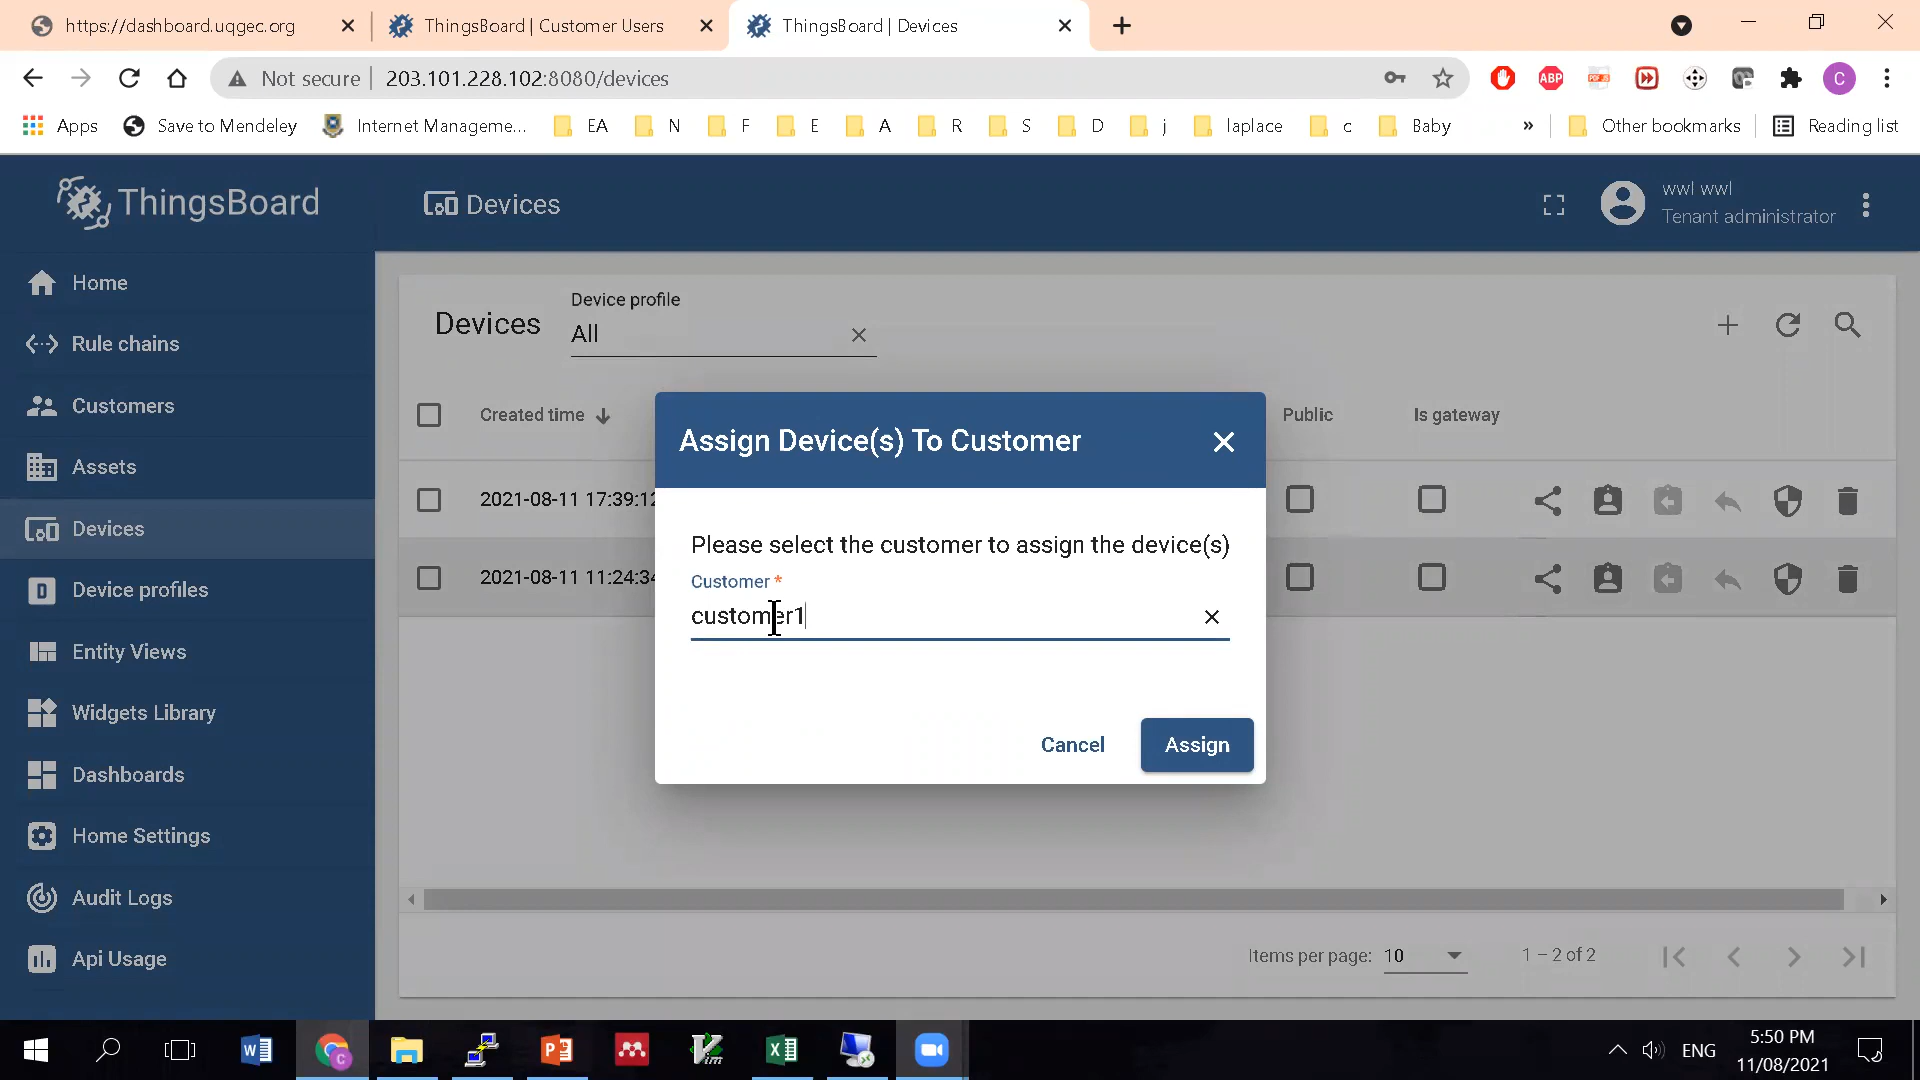 https://dashboard.uqgec.org
ThingsBoard | Customer Users
ThingsBoard | Devices
Not secure
203.101.228.102:8080/devices
ABP
C
Apps
Save to Mendeley
Internet Manageme...
EA
N
F
E
A
R
S
D
j
laplace
c
Baby
»
Other bookmarks
Reading list
ThingsBoard
Devices
wwl wwl
Tenant administrator
Home
Rule chains
Customers
Assets
Devices
Device profiles
Entity Views
Widgets Library
Dashboards
Home Settings
Audit Logs
Api Usage
Devices
Device profile
All
Created time
Public
Is gateway
2021-08-11 17:39:12
2021-08-11 11:24:34
Assign Device(s) To Customer
Please select the customer to assign the device(s)
Customer *
customer1
Cancel
Assign
Items per page:
10
1 – 2 of 2
ENG
5:50 PM
11/08/2021